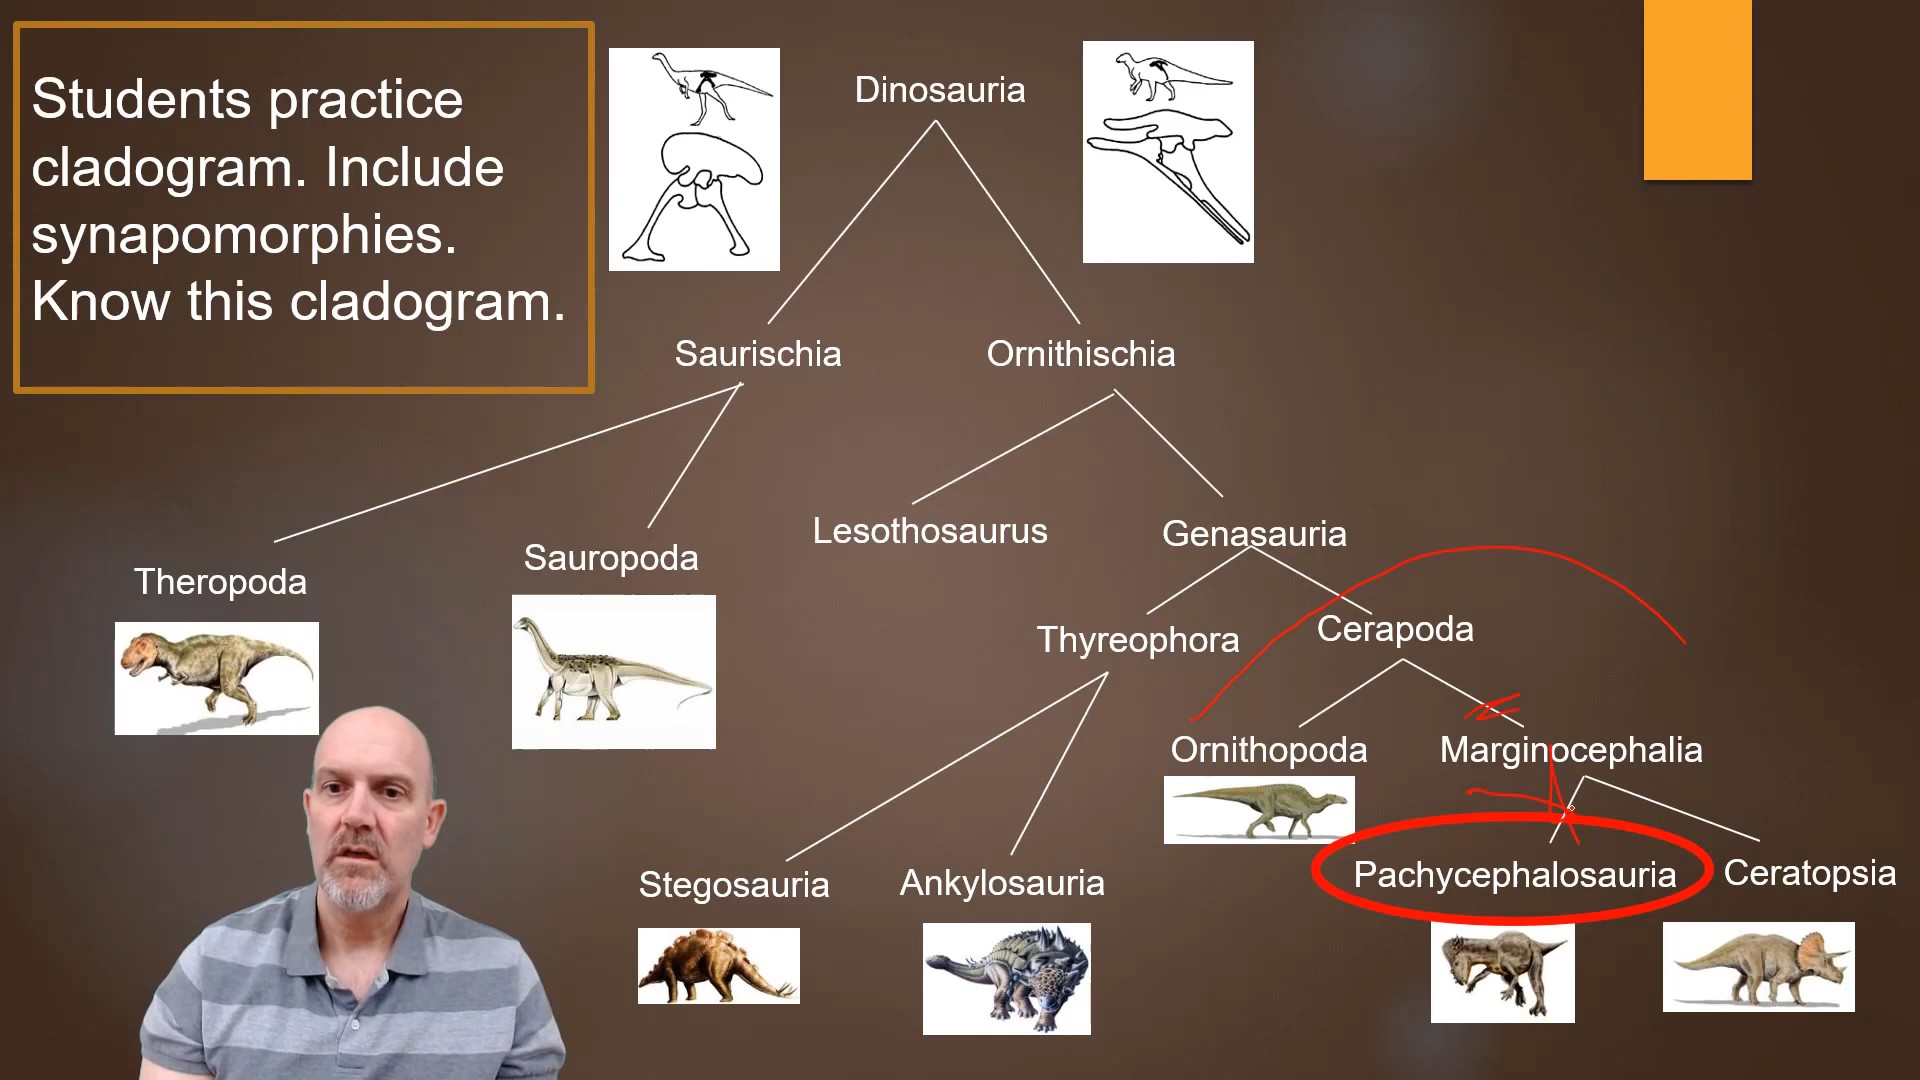 Students practice
cladogram. Include
synapomorphies.
Know this cladogram.
Dinosauria
Saurischia
Ornithischia
Lesothosaurus
Genasauria
Theropoda
Sauropoda
Thyreophora
Cerapoda
Ornithopoda
Marginocephalia
Stegosauria
Ankylosauria
Pachycephalosauria
Ceratopsia